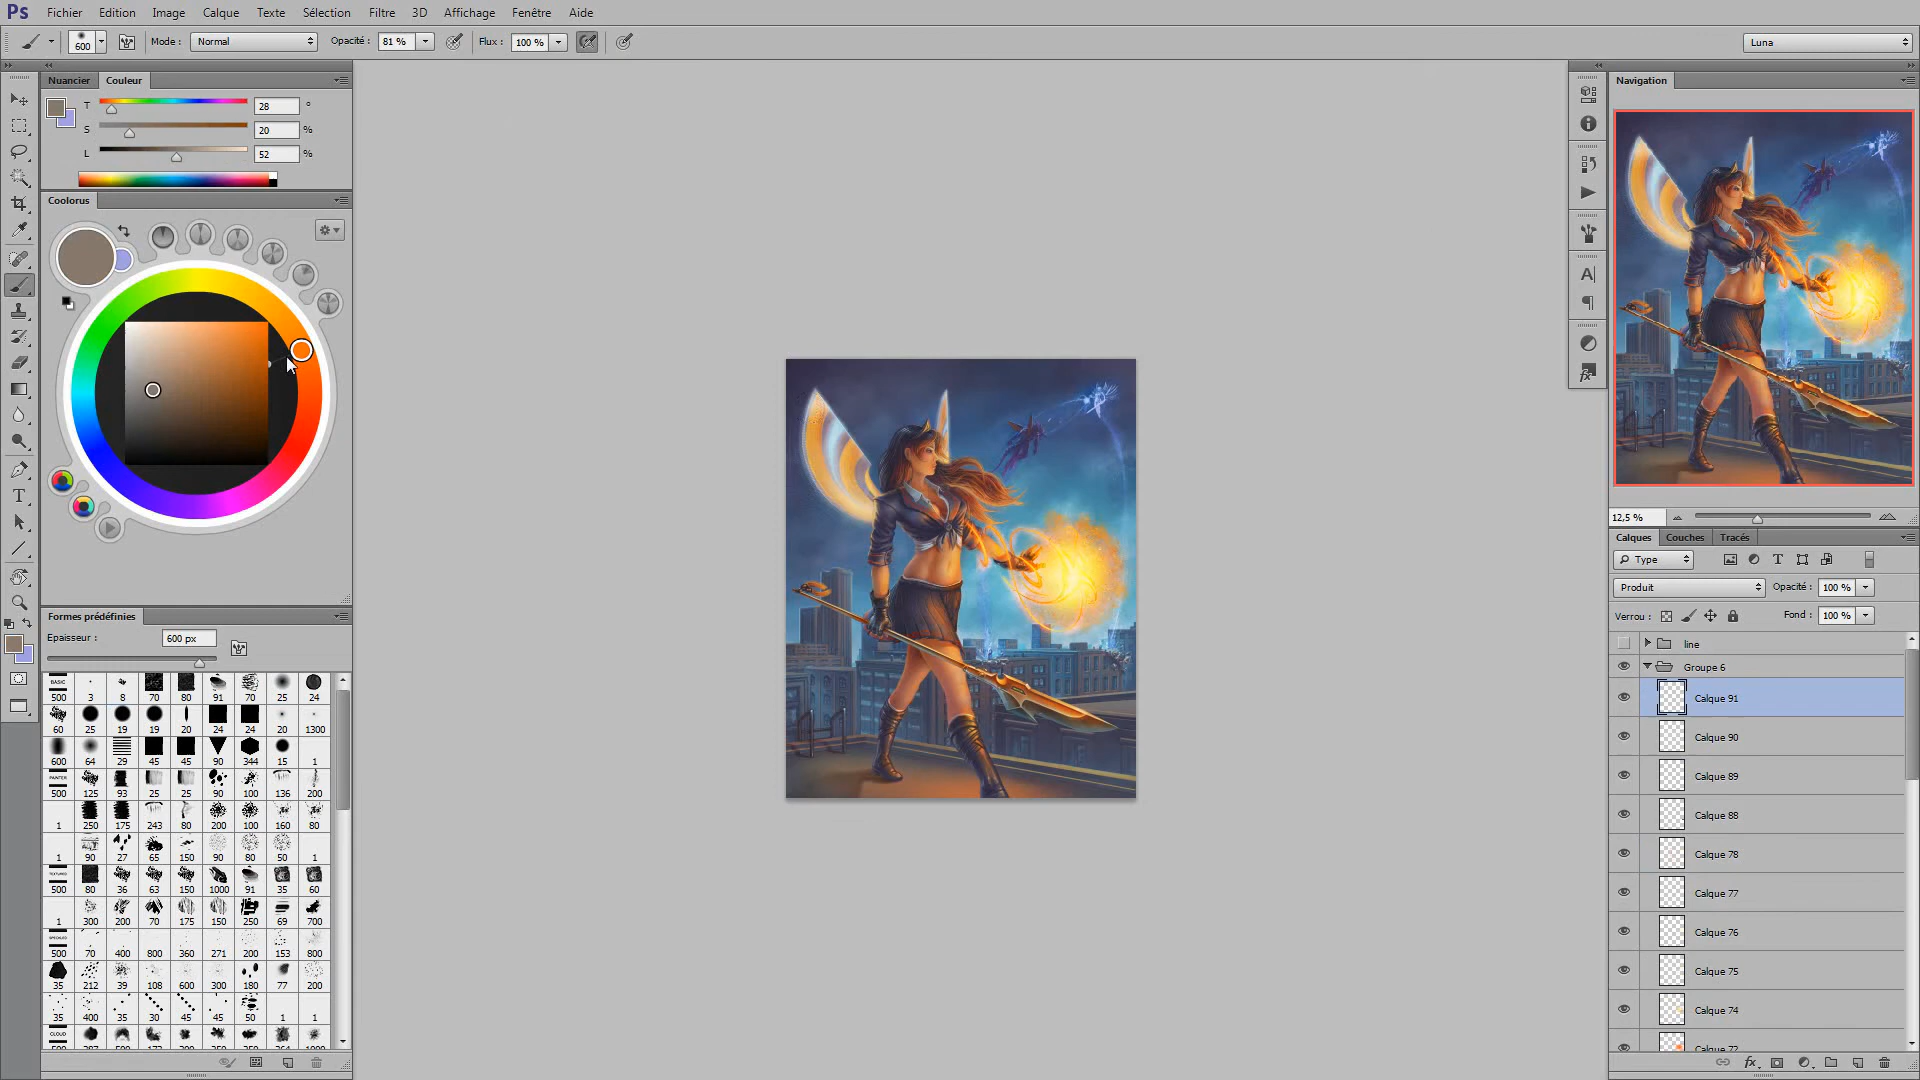 Ps Fichier Edition Image Calque Texte Sélection Filtre 3D Affichage Fenêtre Aide
600 Mode : Normal Opacité : 81 % Flux : 100 % Luna
Nuancier Couleur
T 28 °
S 20 %
L 52 %
Coolorus
Formes prédéfinies
Epaisseur : 600 px
500 3 8 70 80 91 70 25 24
60 25 19 19 20 24 24 20 1300
600 64 29 45 45 90 344 15 1
500 125 93 25 25 90 100 136 200
1 250 175 243 80 200 100 160 80
1 90 27 65 150 90 80 50 1
500 80 36 63 150 1000 91 35 60
1 300 200 70 175 150 250 69 700
500 70 400 800 360 271 200 153 800
35 212 39 108 600 300 180 77 200
35 400 35 30 45 45 50 1 1
CLOUD
Navigation
12,5 %
Calques Couches Tracés
Type
Produit Opacité : 100 %
Verrou : Fond : 100 %
line
Groupe 6
Calque 91
Calque 90
Calque 89
Calque 88
Calque 78
Calque 77
Calque 76
Calque 75
Calque 74
Calque 72